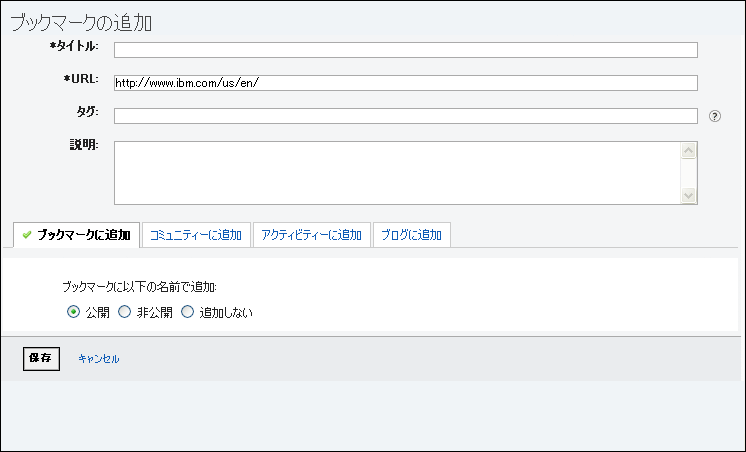 ブックマークの追加
*タイトル:
*URL: http://www.ibm.com/us/en/
タグ: ?
説明:
ブックマークに追加 コミュニティーに追加 アクティビティーに追加 ブログに追加
ブックマークに以下の名前で追加:
公開 非公開 追加しない
保存 キャンセル